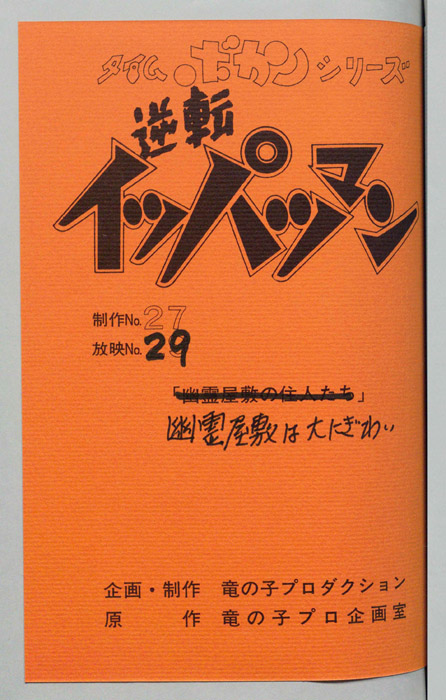 タイムボカンシリーズ
逆転
イッパツマン
制作No.27
放映No.29
「幽霊屋敷の住人たち」
幽霊屋敷は大にぎわい
企画・制作 竜の子プロダクション
原 作 竜の子プロ企画室